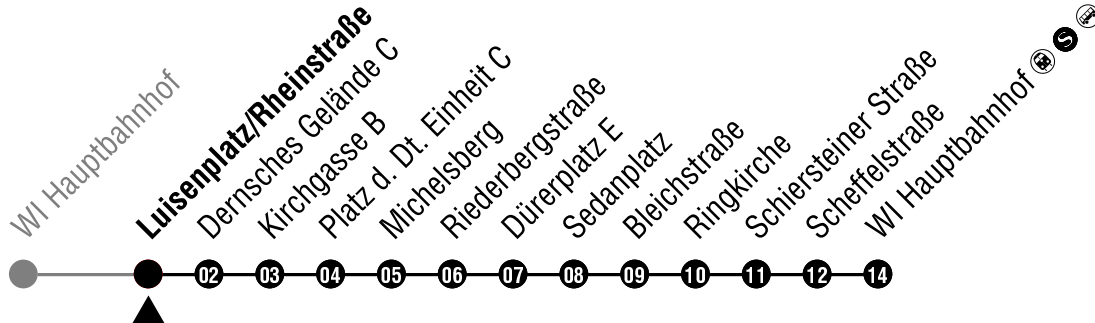 WI Hauptbahnhof
Luisenplatz/Rheinstraße
Dernsches Gelände C
Kirchgasse B
Platz d. Dt. Einheit C
Michelsberg
Riederbergstraße
Dürerplatz E
Sedanplatz
Bleichstraße
Ringkirche
Schiersteiner Straße
Scheffelstraße
WI Hauptbahnhof S
02 03 04 05 06 07 08 09 10 11 12 14